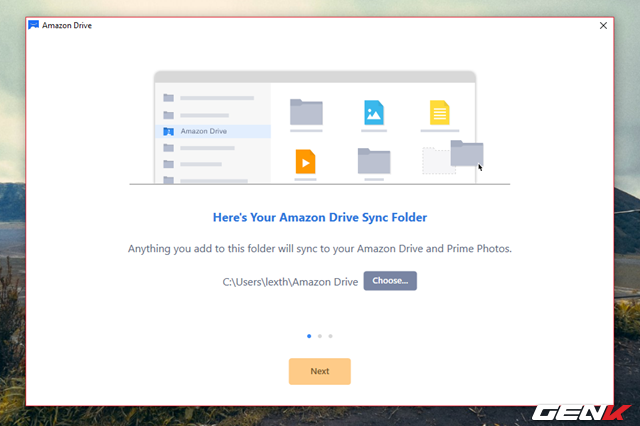 Amazon Drive
Amazon Drive
Here's Your Amazon Drive Sync Folder
Anything you add to this folder will sync to your Amazon Drive and Prime Photos.
C:\Users\lexth\Amazon Drive Choose...
Next
GENK